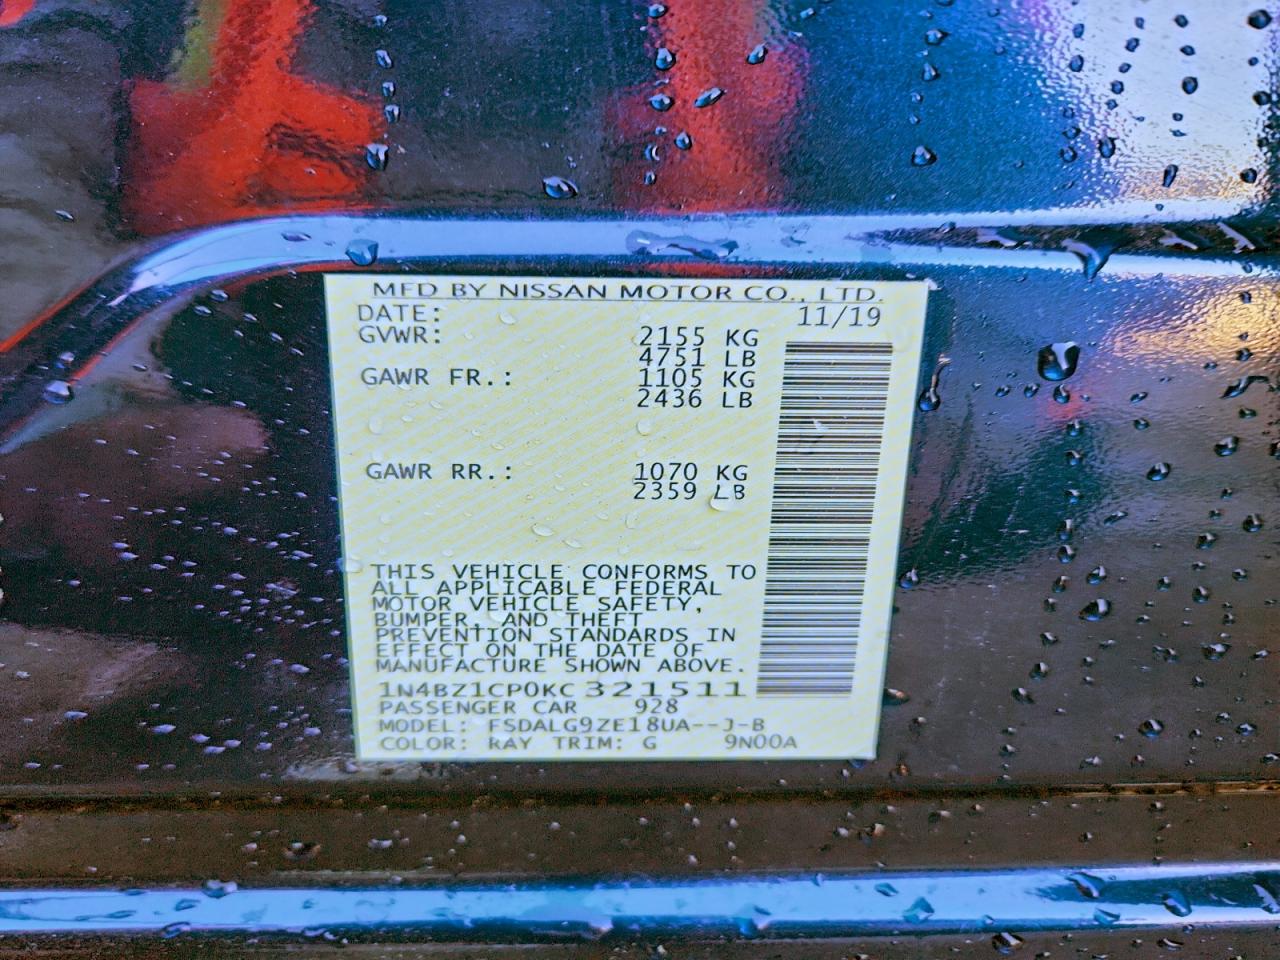 MFD BY NISSAN MOTOR CO., LTD.
DATE: 11/19
GVWR: 2155 KG
4751 LB
GAWR FR.: 1105 KG
2436 LB
GAWR RR.: 1070 KG
2359 LB
THIS VEHICLE CONFORMS TO
ALL APPLICABLE FEDERAL
MOTOR VEHICLE SAFETY,
BUMPER, AND THEFT
PREVENTION STANDARDS IN
EFFECT ON THE DATE OF
MANUFACTURE SHOWN ABOVE.
1N4BZ1CP0KC 321511
PASSENGER CAR 928
MODEL: FSDALG9ZE18UA--J-B
COLOR: RAY TRIM: G 9N00A